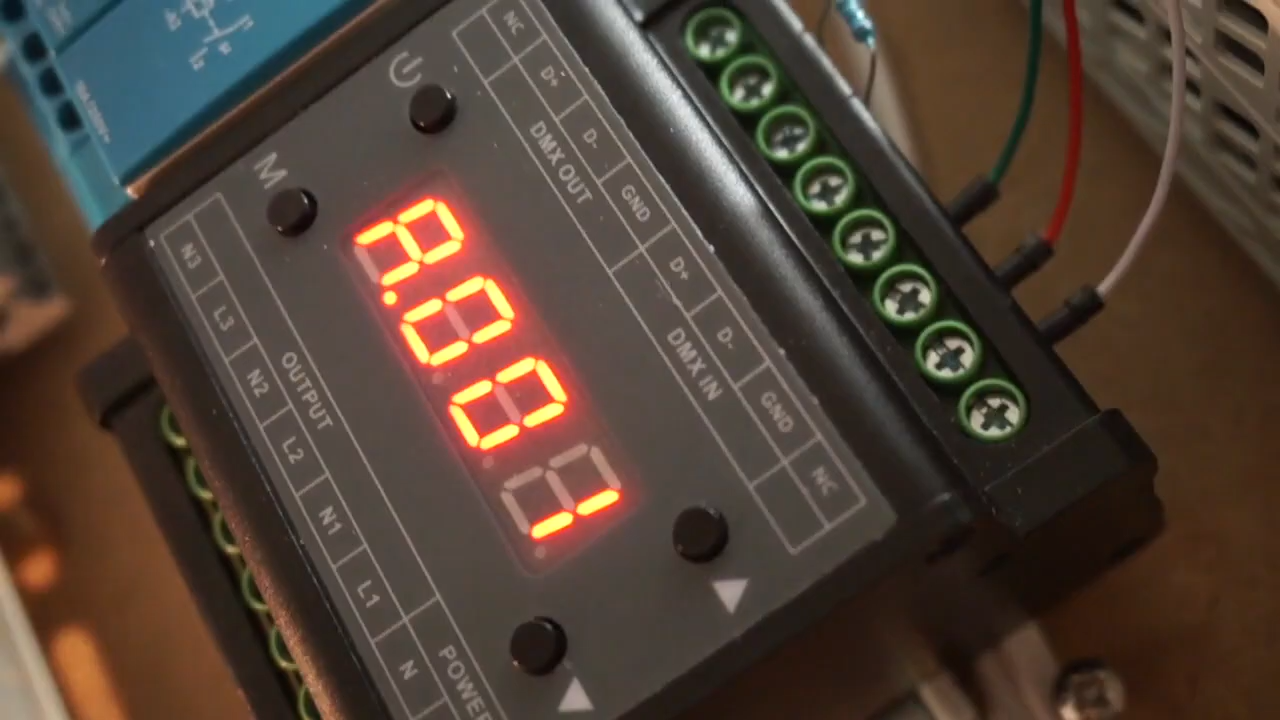 M
A.001
NC
D+
D-
GND
D+
D-
GND
NC
DMX OUT
DMX IN
OUTPUT
POWER
N3
L3
N2
L2
N1
L1
N